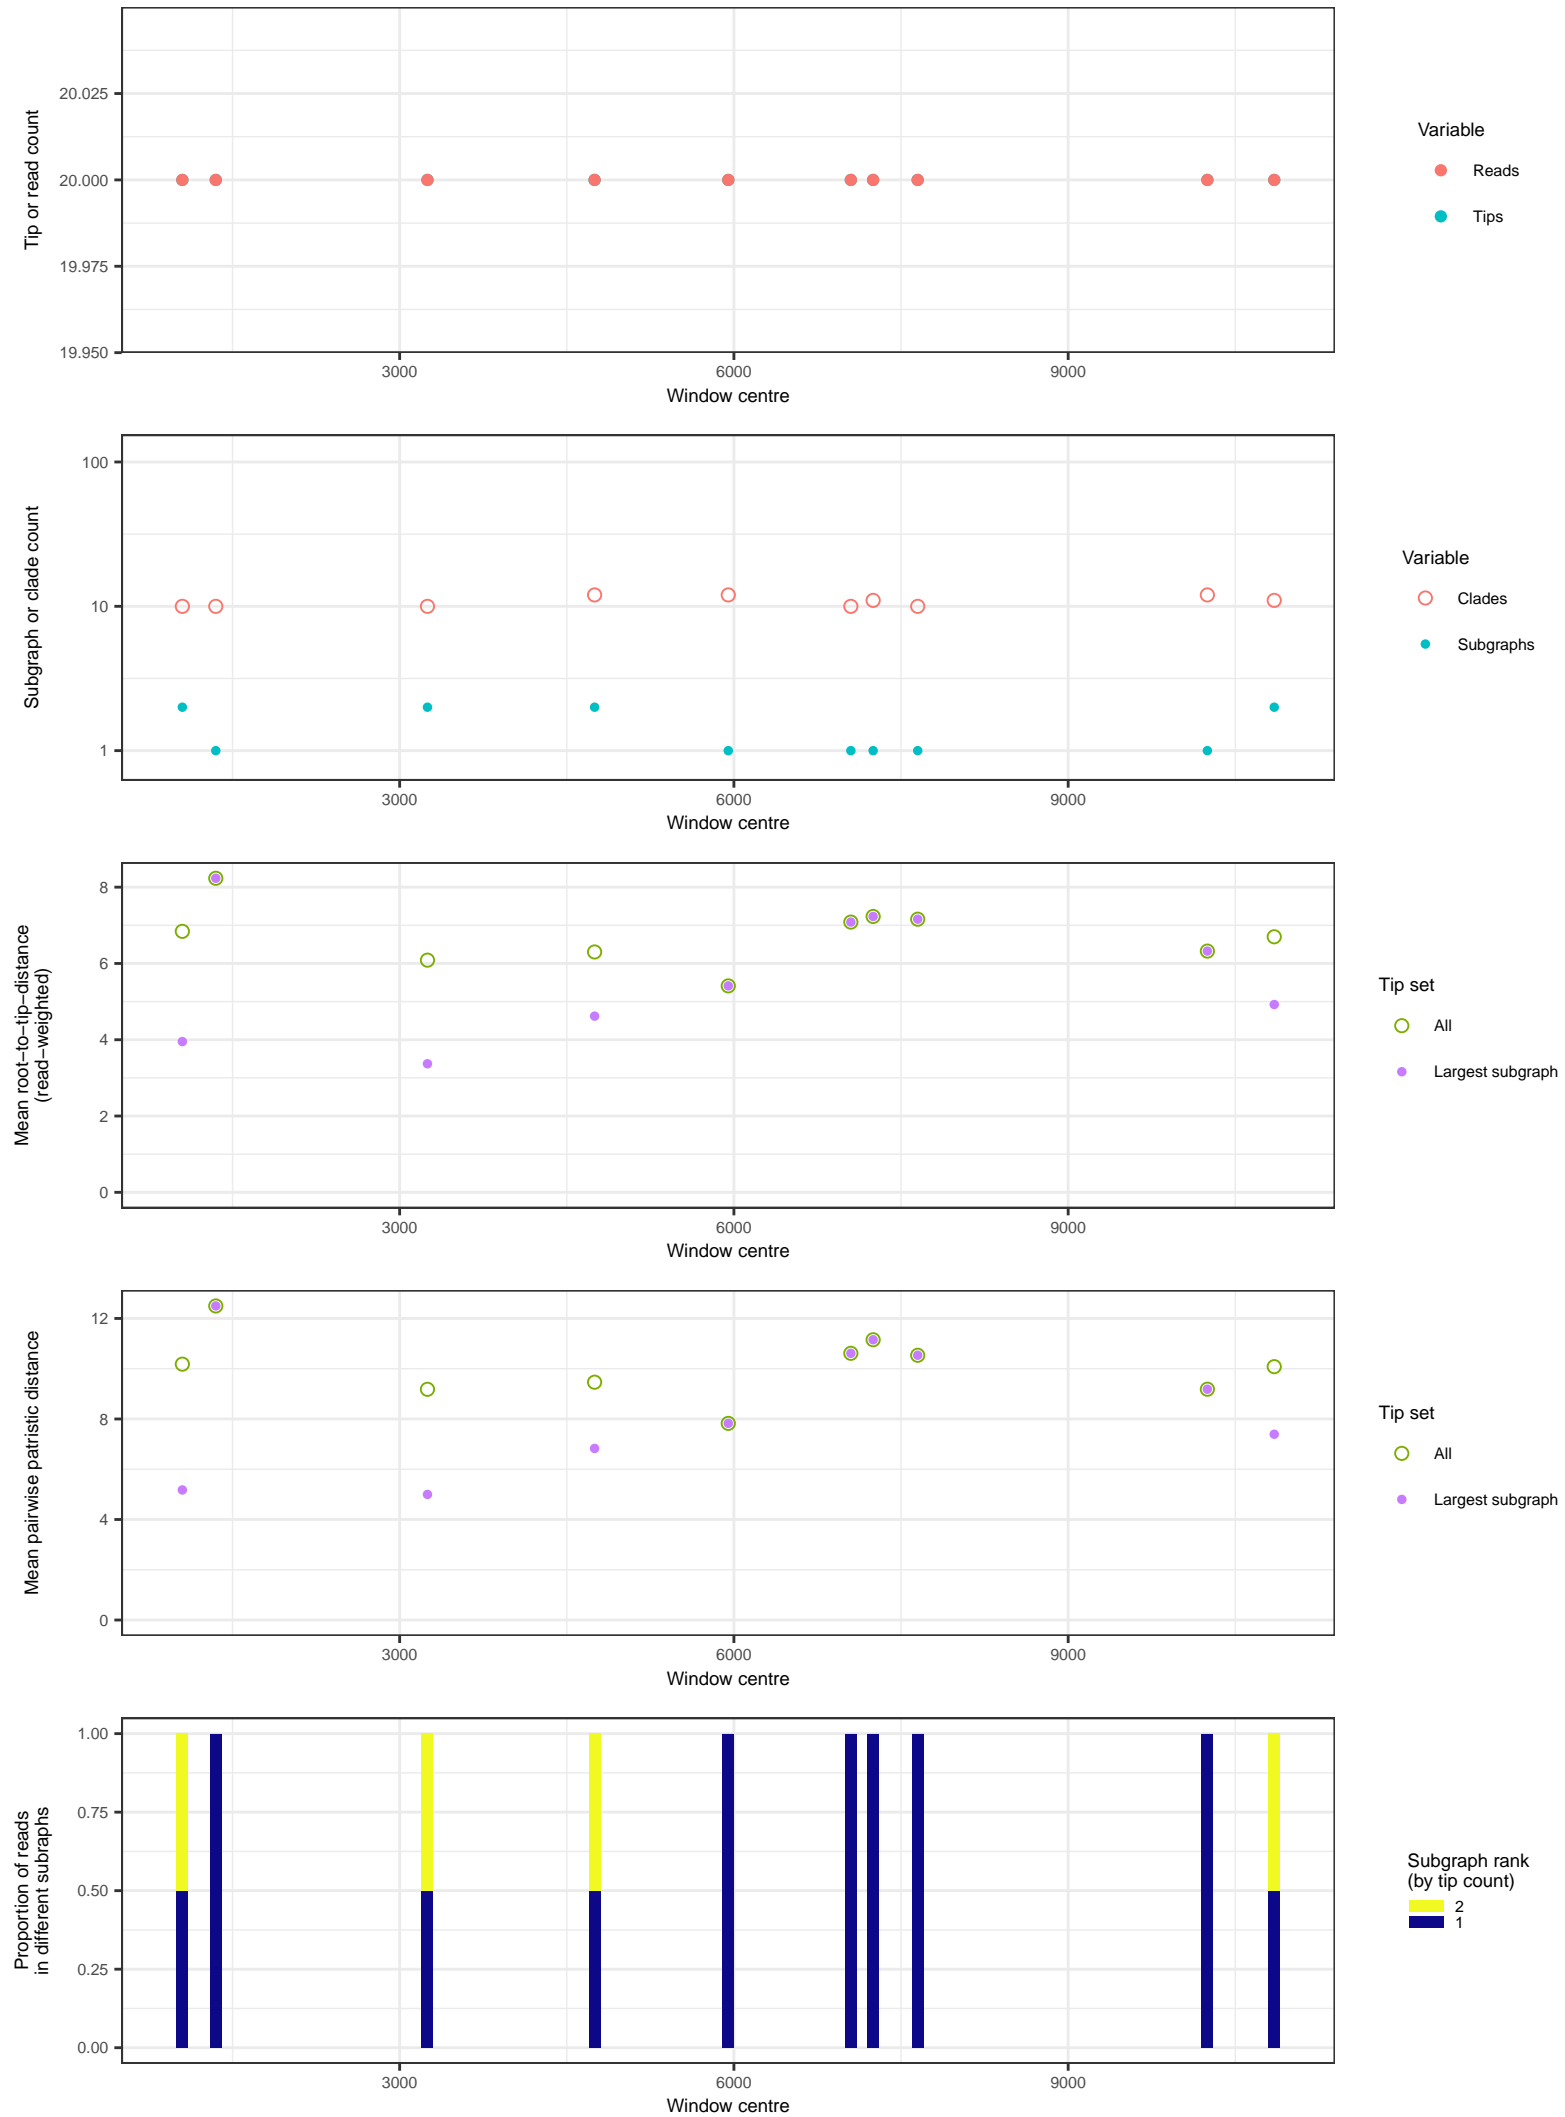 20.025
20.000
19.975
19.950
Tip or read count
3000
6000
9000
Window centre
Variable
Reads
Tips
100
10
1
Subgraph or clade count
3000
6000
9000
Window centre
Variable
Clades
Subgraphs
8
6
4
2
0
Mean root−to−tip−distance
(read−weighted)
3000
6000
9000
Window centre
Tip set
All
Largest subgraph
12
8
4
0
Mean pairwise patristic distance
3000
6000
9000
Window centre
Tip set
All
Largest subgraph
1.00
0.75
0.50
0.25
0.00
Proportion of reads
in different subraphs
3000
6000
9000
Window centre
Subgraph rank
(by tip count)
2
1